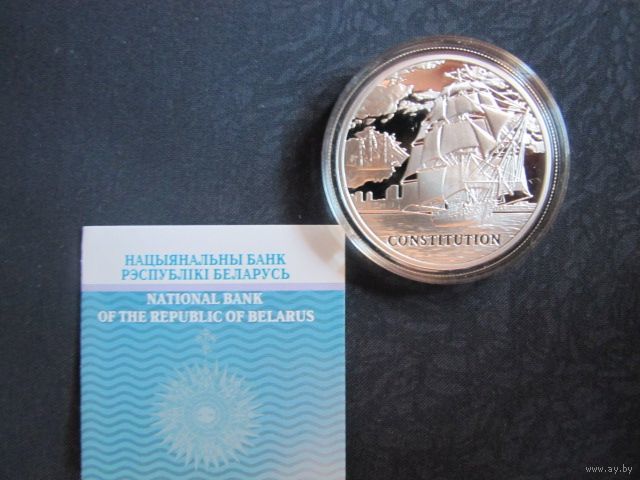 CONSTITUTION
НАЦЫЯНАЛЬНЫ БАНК
РЭСПУБЛІКІ БЕЛАРУСЬ
NATIONAL BANK
OF THE REPUBLIC OF BELARUS
www.ay.by